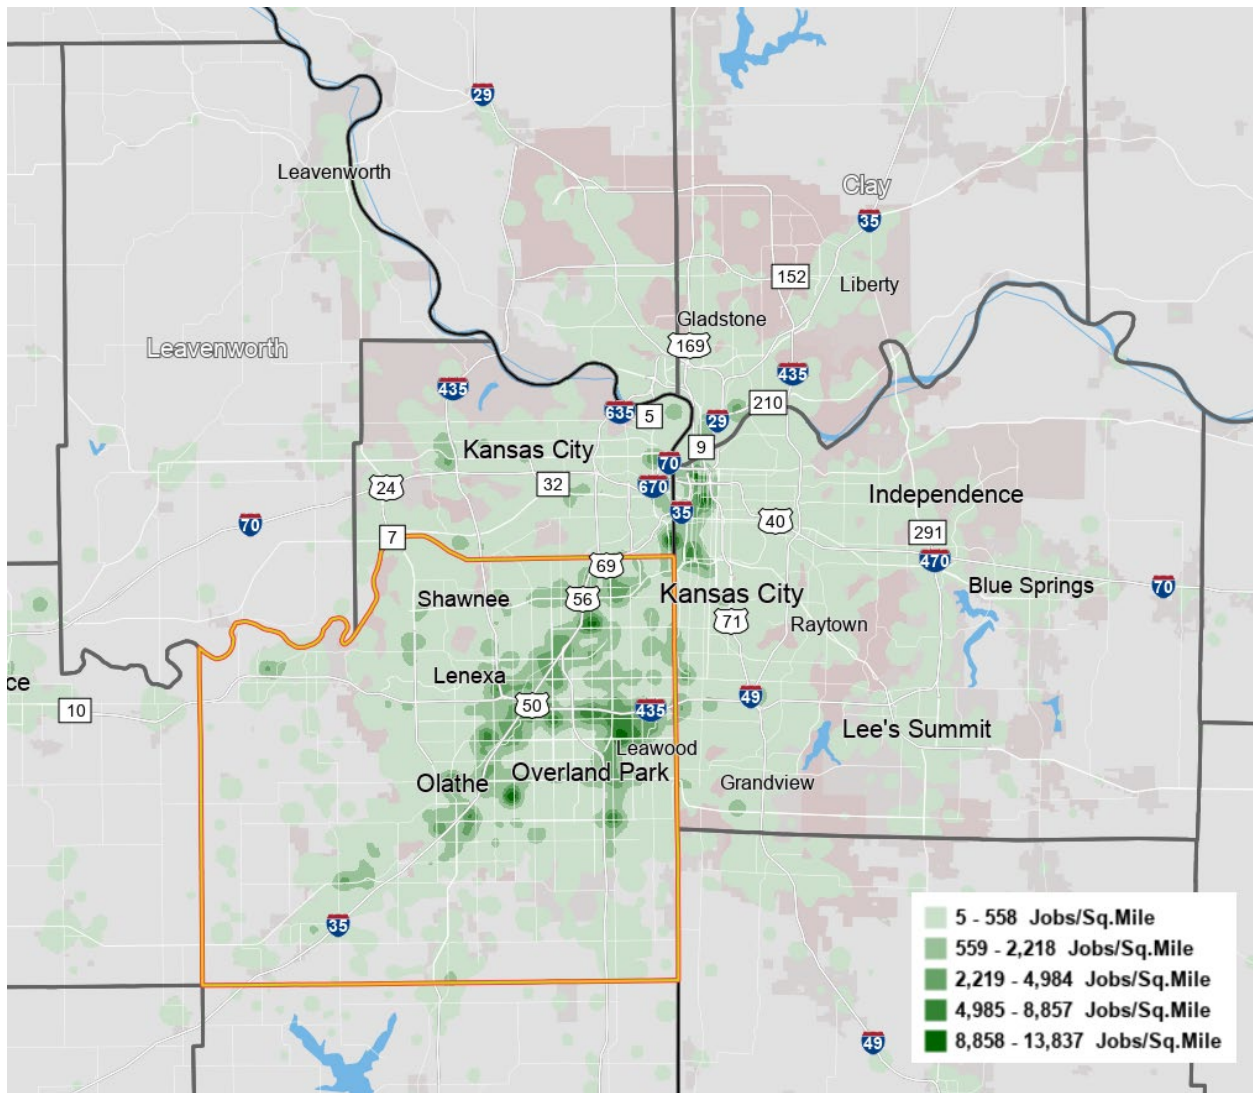 29
Leavenworth
Clay
35
152
Liberty
Gladstone
169
Leavenworth
435
435
635
5
29
210
9
Kansas City
70
24
32
670
Independence
70
7
35
40
291
470
69
70
Blue Springs
Shawnee
56
Kansas City
71
Raytown
ce
Lenexa
10
50
435
49
Lee's Summit
Leawood
Olathe
Overland Park
Grandview
35
49
5 - 558 Jobs/Sq.Mile
559 - 2,218 Jobs/Sq.Mile
2,219 - 4,984 Jobs/Sq.Mile
4,985 - 8,857 Jobs/Sq.Mile
8,858 - 13,837 Jobs/Sq.Mile